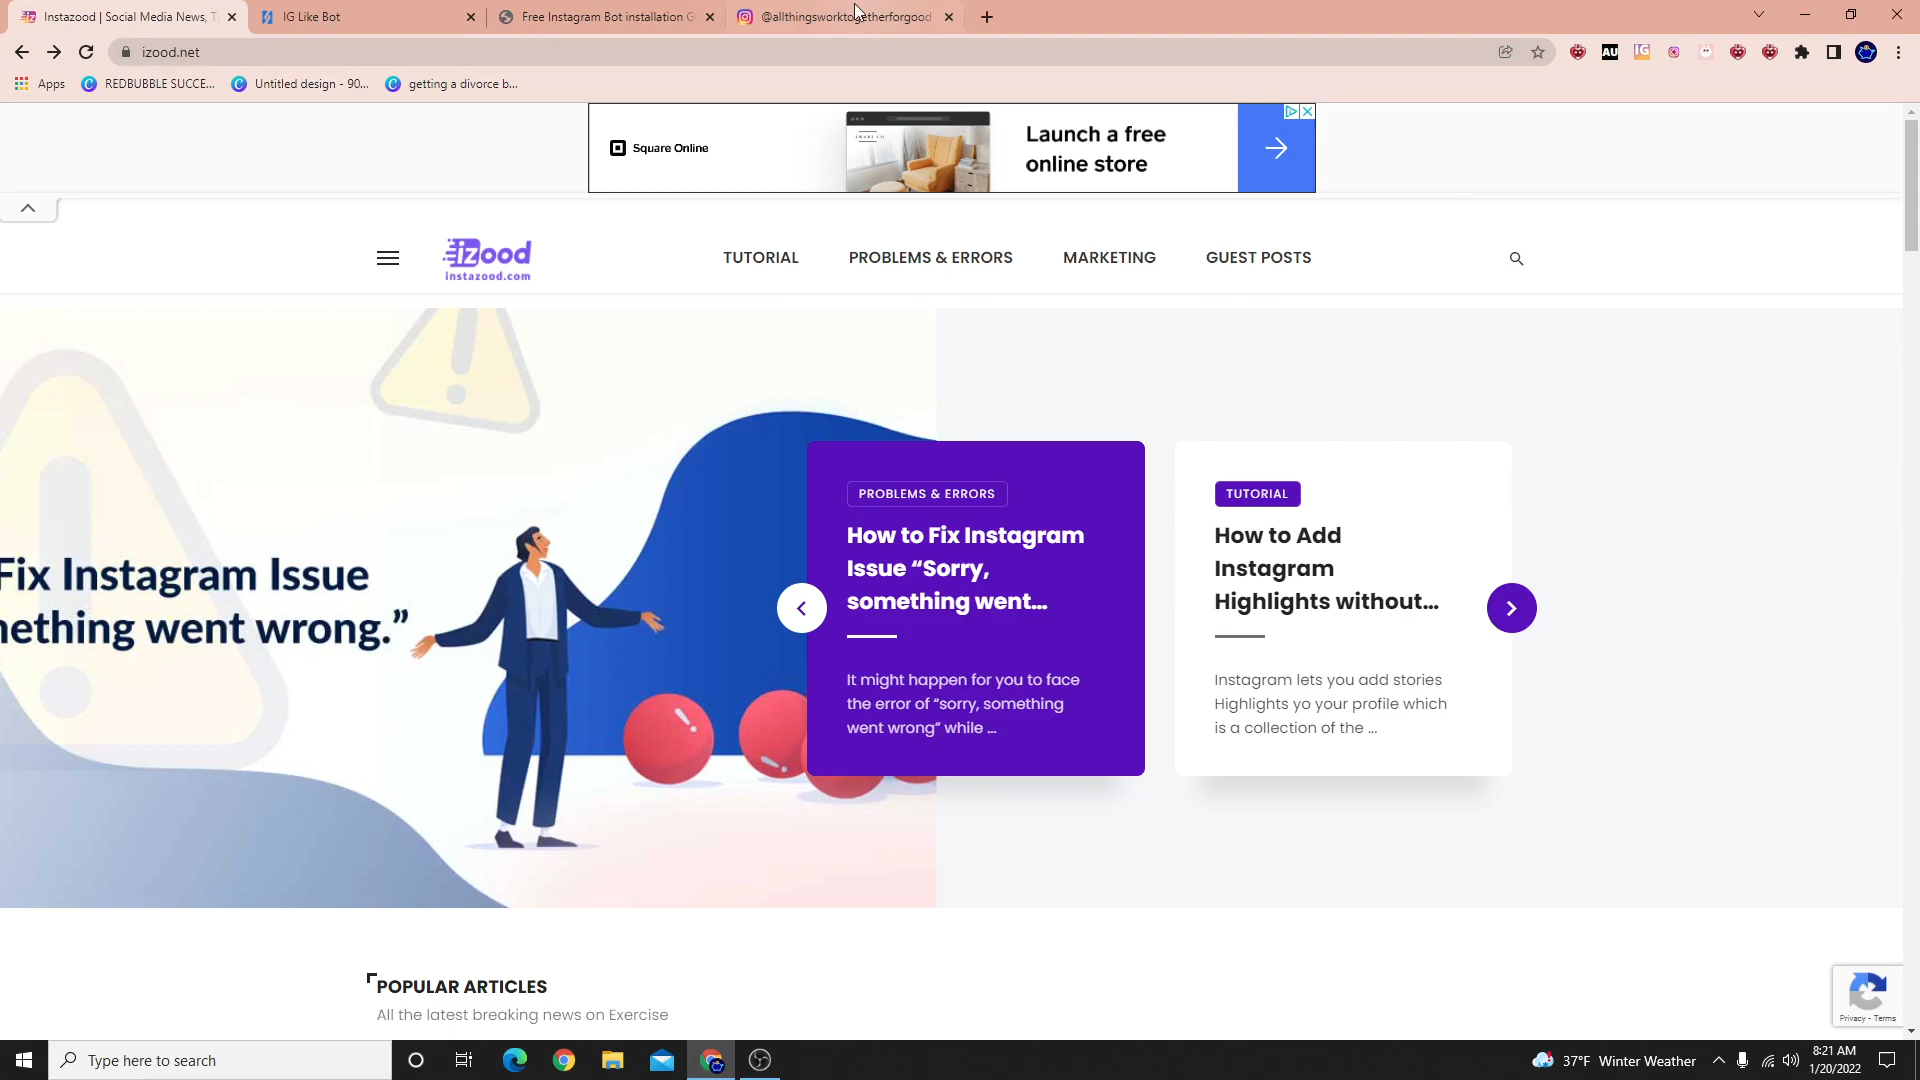 Instazood | Social Media News, T
IG Like Bot
Free Instagram Bot installation G
@allthingsworktogetherforgood
izood.net
Apps
REDBUBBLE SUCCE...
Untitled design - 90...
getting a divorce b...
Square Online
Launch a free
online store
izood
instazood.com
TUTORIAL
PROBLEMS & ERRORS
MARKETING
GUEST POSTS
Fix Instagram Issue
nething went wrong.”
PROBLEMS & ERRORS
How to Fix Instagram
Issue “Sorry,
something went...
It might happen for you to face
the error of “sorry, something
went wrong” while ...
TUTORIAL
How to Add
Instagram
Highlights without...
Instagram lets you add stories
Highlights yo your profile which
is a collection of the ...
POPULAR ARTICLES
All the latest breaking news on Exercise
Privacy - Terms
Type here to search
37°F Winter Weather
8:21 AM
1/20/2022